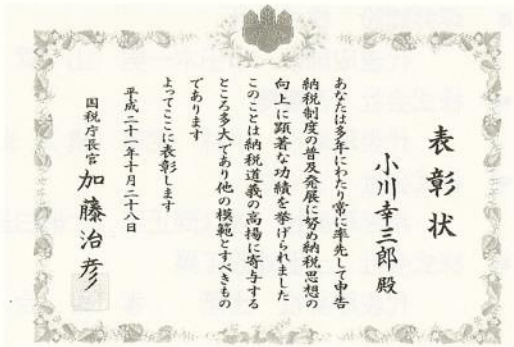 表彰状
小川幸三郎殿
あなたは多年にわたり常に率先して申告
納税制度の普及発展に努め納税思想の
向上に顕著な功績を挙げられました
このことは納税道義の高揚に寄与する
ところ多大であり他の模範とすべきもの
であります
よってここに表彰します
平成二十一年十月二十八日
国税庁長官 加藤治彦